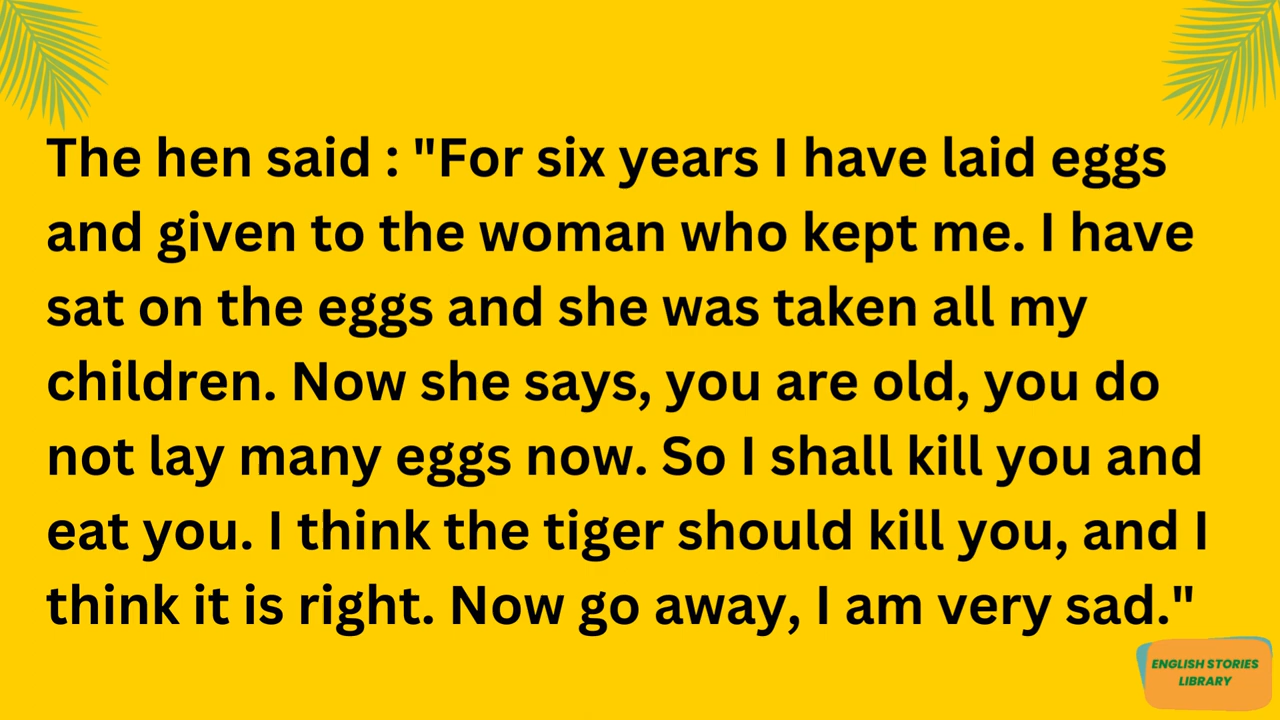 The hen said : "For six years I have laid eggs
and given to the woman who kept me. I have
sat on the eggs and she was taken all my
children. Now she says, you are old, you do
not lay many eggs now. So I shall kill you and
eat you. I think the tiger should kill you, and I
think it is right. Now go away, I am very sad."
ENGLISH STORIES
LIBRARY